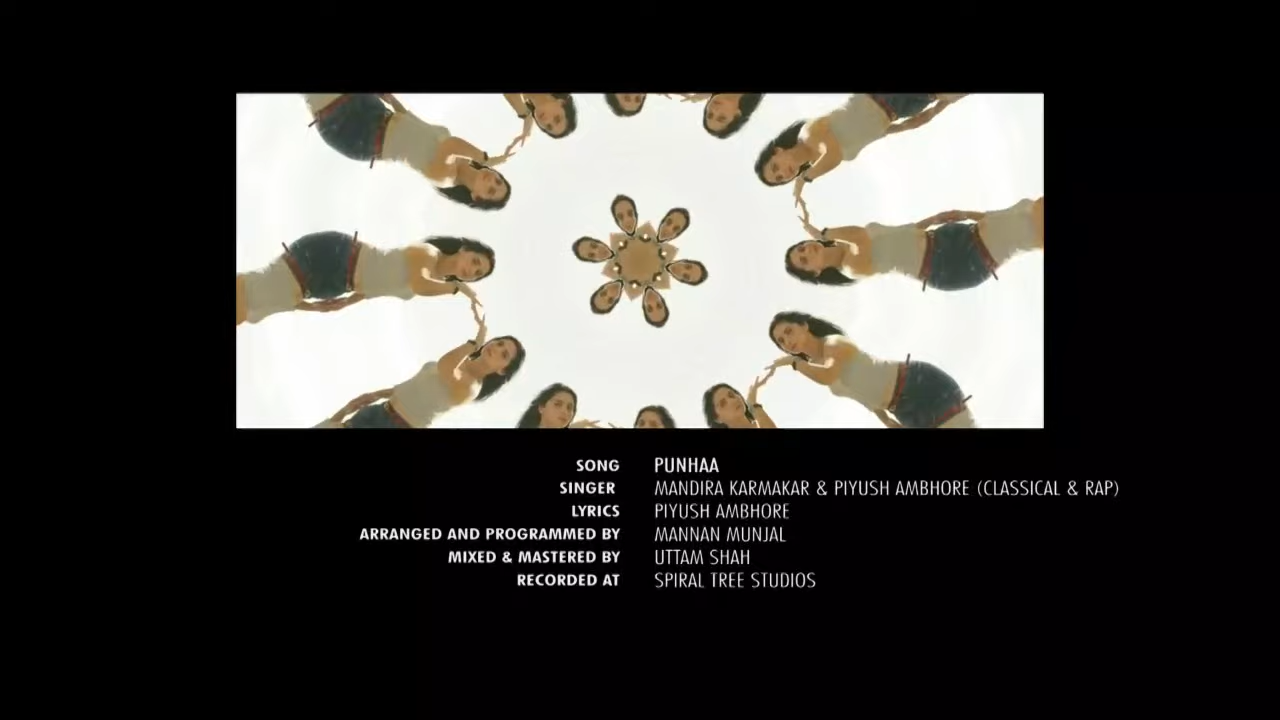 SONG PUNHAA
SINGER MANDIRA KARMAKAR & PIYUSH AMBHORE (CLASSICAL & RAP)
LYRICS PIYUSH AMBHORE
ARRANGED AND PROGRAMMED BY MANNAN MUNJAL
MIXED & MASTERED BY UTTAM SHAH
RECORDED AT SPIRAL TREE STUDIOS